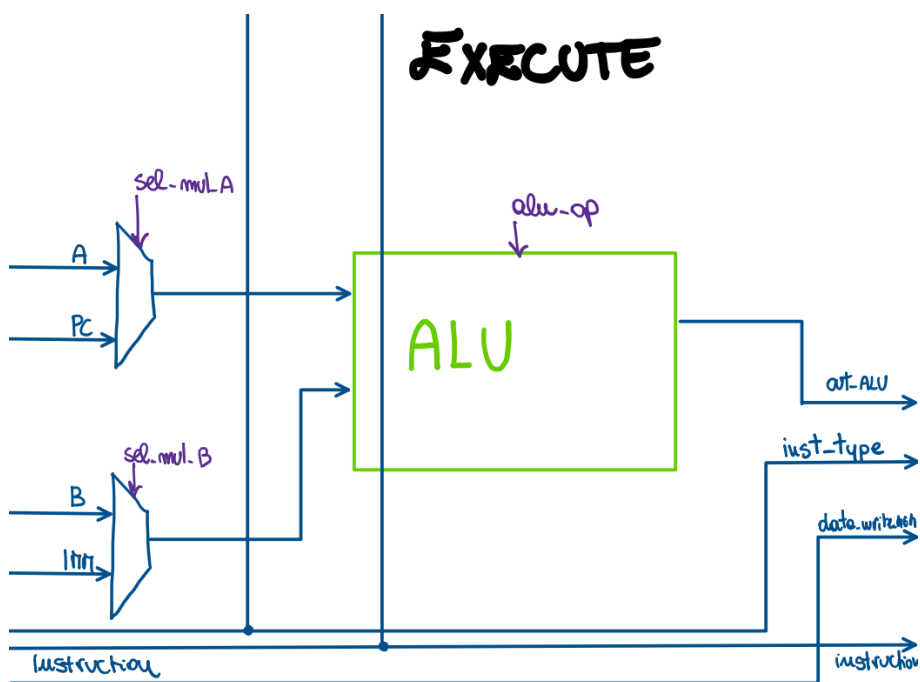 EXECUTE
sel_mul_A
alu_op
A
PC
ALU
out_ALU
sel_mul_B
inst_type
B
Imm
instruction
instruction